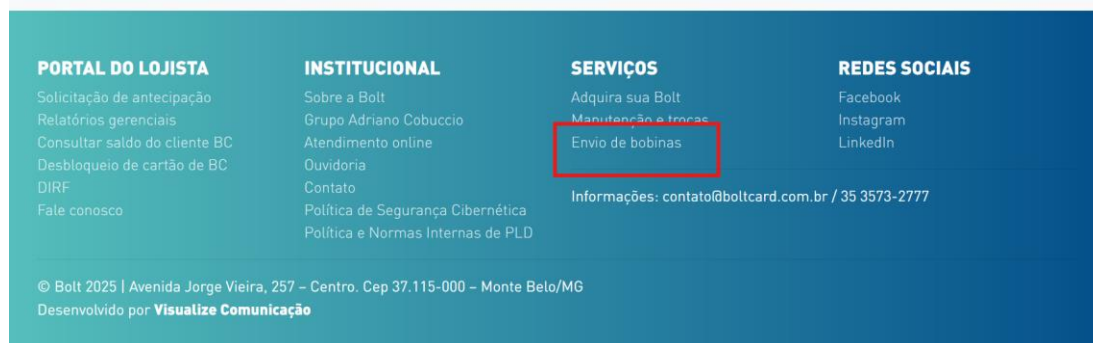 PORTAL DO LOJISTA
Solicitação de antecipação
Relatórios gerenciais
Consultar saldo do cliente BC
Desbloqueio de cartão de BC
DIRF
Fale conosco
INSTITUCIONAL
Sobre a Bolt
Grupo Adriano Cobuccio
Atendimento online
Ouvidoria
Contato
Política de Segurança Cibernética
Política e Normas Internas de PLD
SERVIÇOS
Adquira sua Bolt
Manutenção e trocas
Envio de bobinas
REDES SOCIAIS
Facebook
Instagram
LinkedIn
Informações: contato@boltcard.com.br / 35 3573-2777
© Bolt 2025 | Avenida Jorge Vieira, 257 – Centro. Cep 37.115-000 – Monte Belo/MG
Desenvolvido por Visualize Comunicação